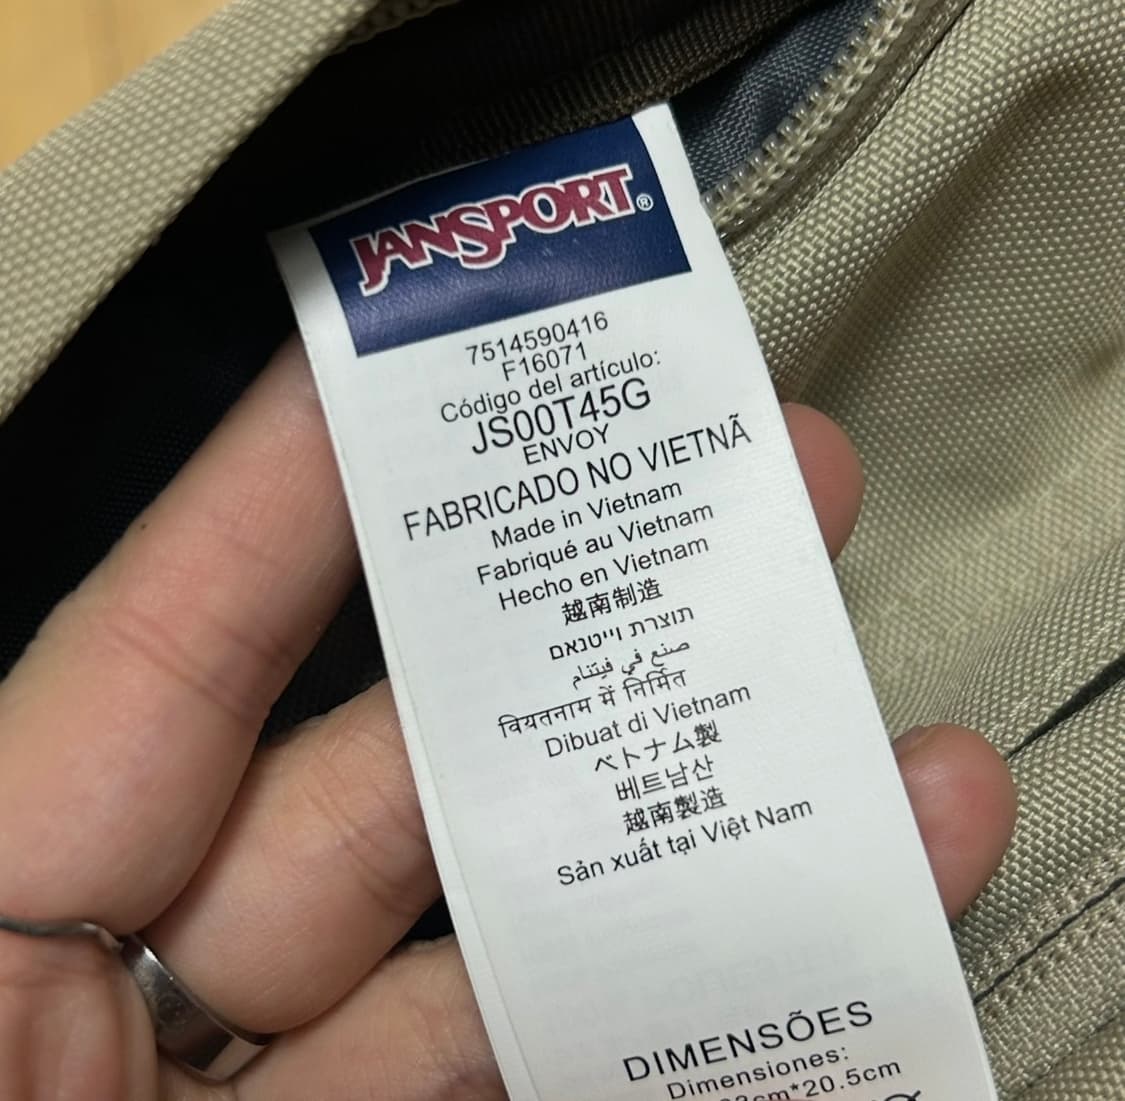 JANSPORT®
7514590416
F16071
Código del artículo:
JS00T45G
ENVOY
FABRICADO NO VIETNÃ
Made in Vietnam
Fabriqué au Vietnam
Hecho en Vietnam
越南制造
תוצרת וייטנאם
صنع في فيتنام
वियतनाम में निर्मित
Dibuat di Vietnam
ベトナム製
베트남산
越南製造
Sản xuất tại Việt Nam
DIMENSÕES
Dimensiones: